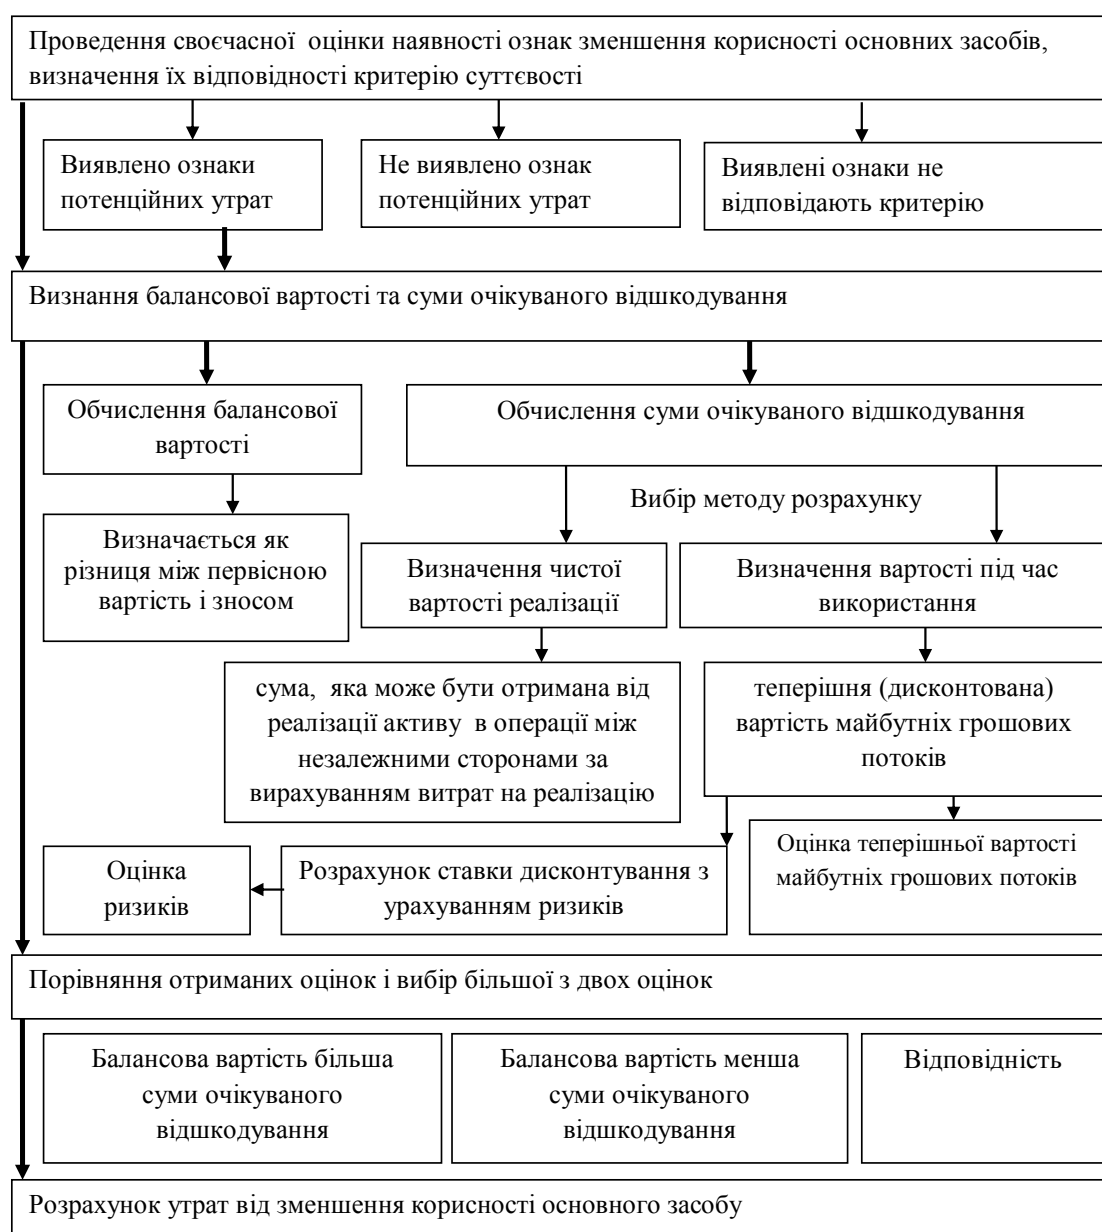 Проведення своєчасної оцінки наявності ознак зменшення корисності основних засобів,
визначення їх відповідності критерію суттєвості
Виявлено ознаки
потенційних утрат
Не виявлено ознак
потенційних утрат
Виявлені ознаки не
відповідають критерію
Визнання балансової вартості та суми очікуваного відшкодування
Обчислення балансової
вартості
Обчислення суми очікуваного відшкодування
Вибір методу розрахунку
Визначається як
різниця між первісною
вартість і зносом
Визначення чистої
вартості реалізації
Визначення вартості під час
використання
сума, яка може бути отримана від
реалізації активу в операції між
незалежними сторонами за
вирахуванням витрат на реалізацію
теперішня (дисконтована)
вартість майбутніх грошових
потоків
Оцінка
ризиків
Розрахунок ставки дисконтування з
урахуванням ризиків
Оцінка теперішньої вартості
майбутніх грошових потоків
Порівняння отриманих оцінок і вибір більшої з двох оцінок
Балансова вартість більша
суми очікуваного
відшкодування
Балансова вартість менша
суми очікуваного
відшкодування
Відповідність
Розрахунок утрат від зменшення корисності основного засобу